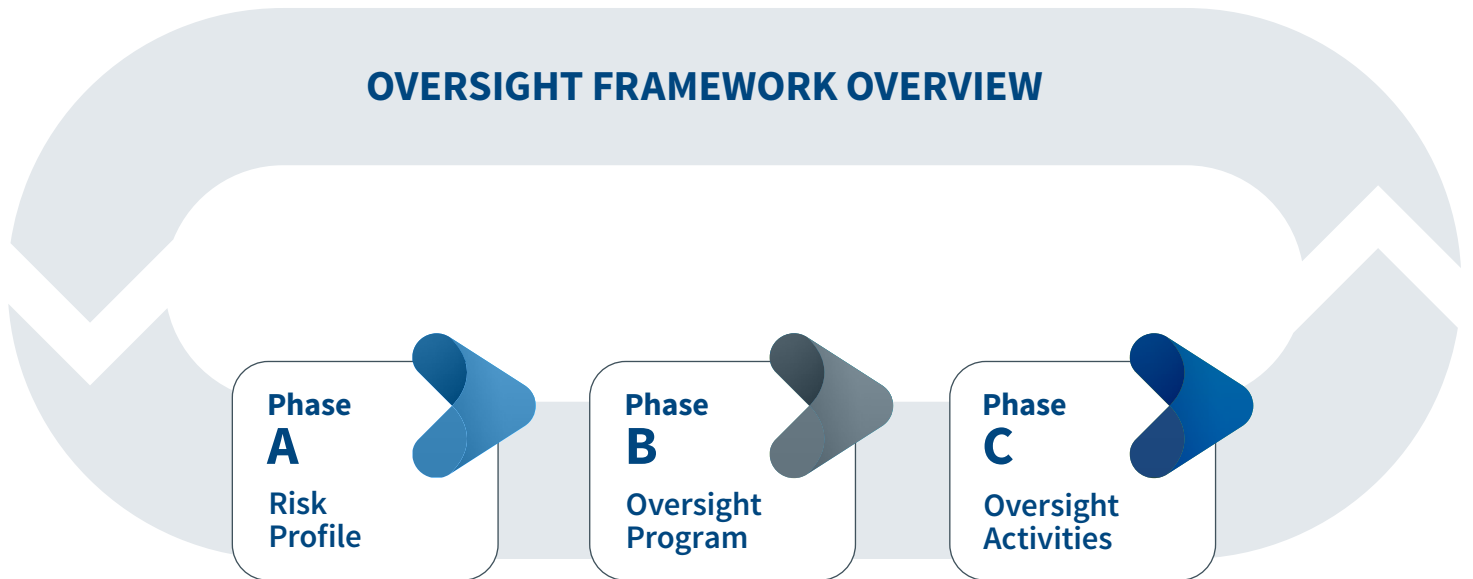 OVERSIGHT FRAMEWORK OVERVIEW
Phase
A
Risk
Profile
Phase
B
Oversight
Program
Phase
C
Oversight
Activities